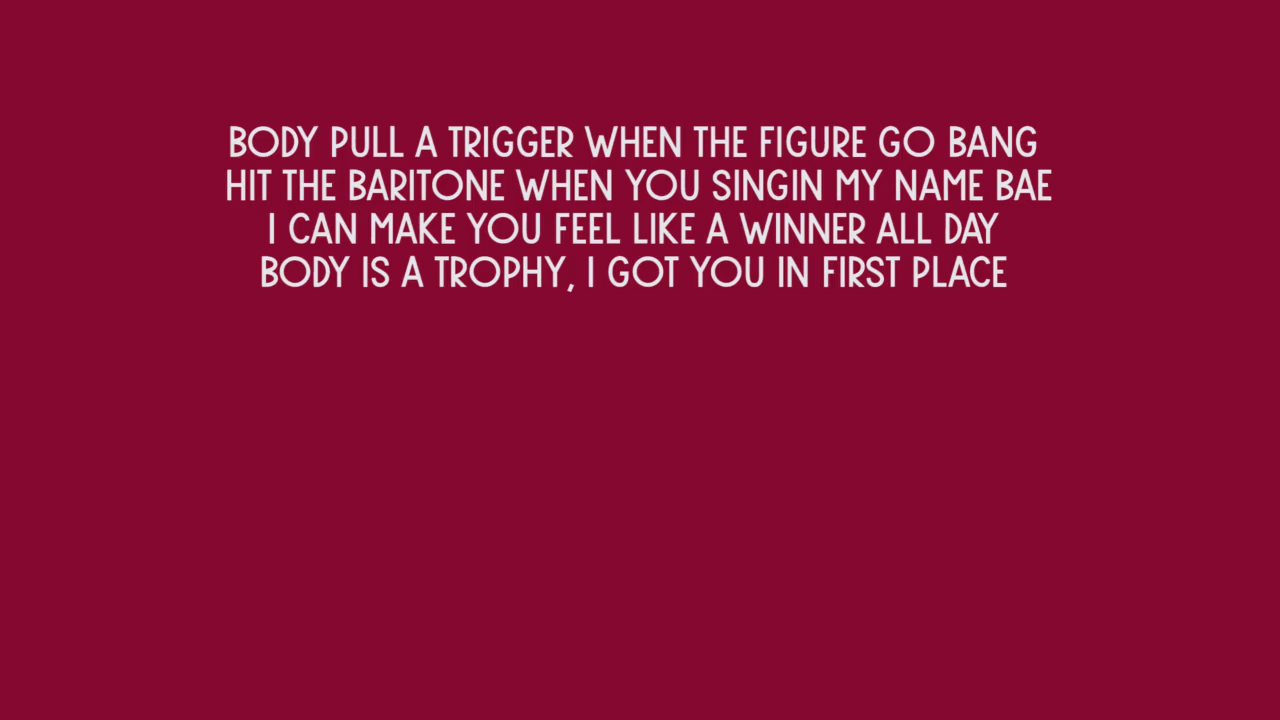 BODY PULL A TRIGGER WHEN THE FIGURE GO BANG
HIT THE BARITONE WHEN YOU SINGIN MY NAME BAE
I CAN MAKE YOU FEEL LIKE A WINNER ALL DAY
BODY IS A TROPHY, I GOT YOU IN FIRST PLACE